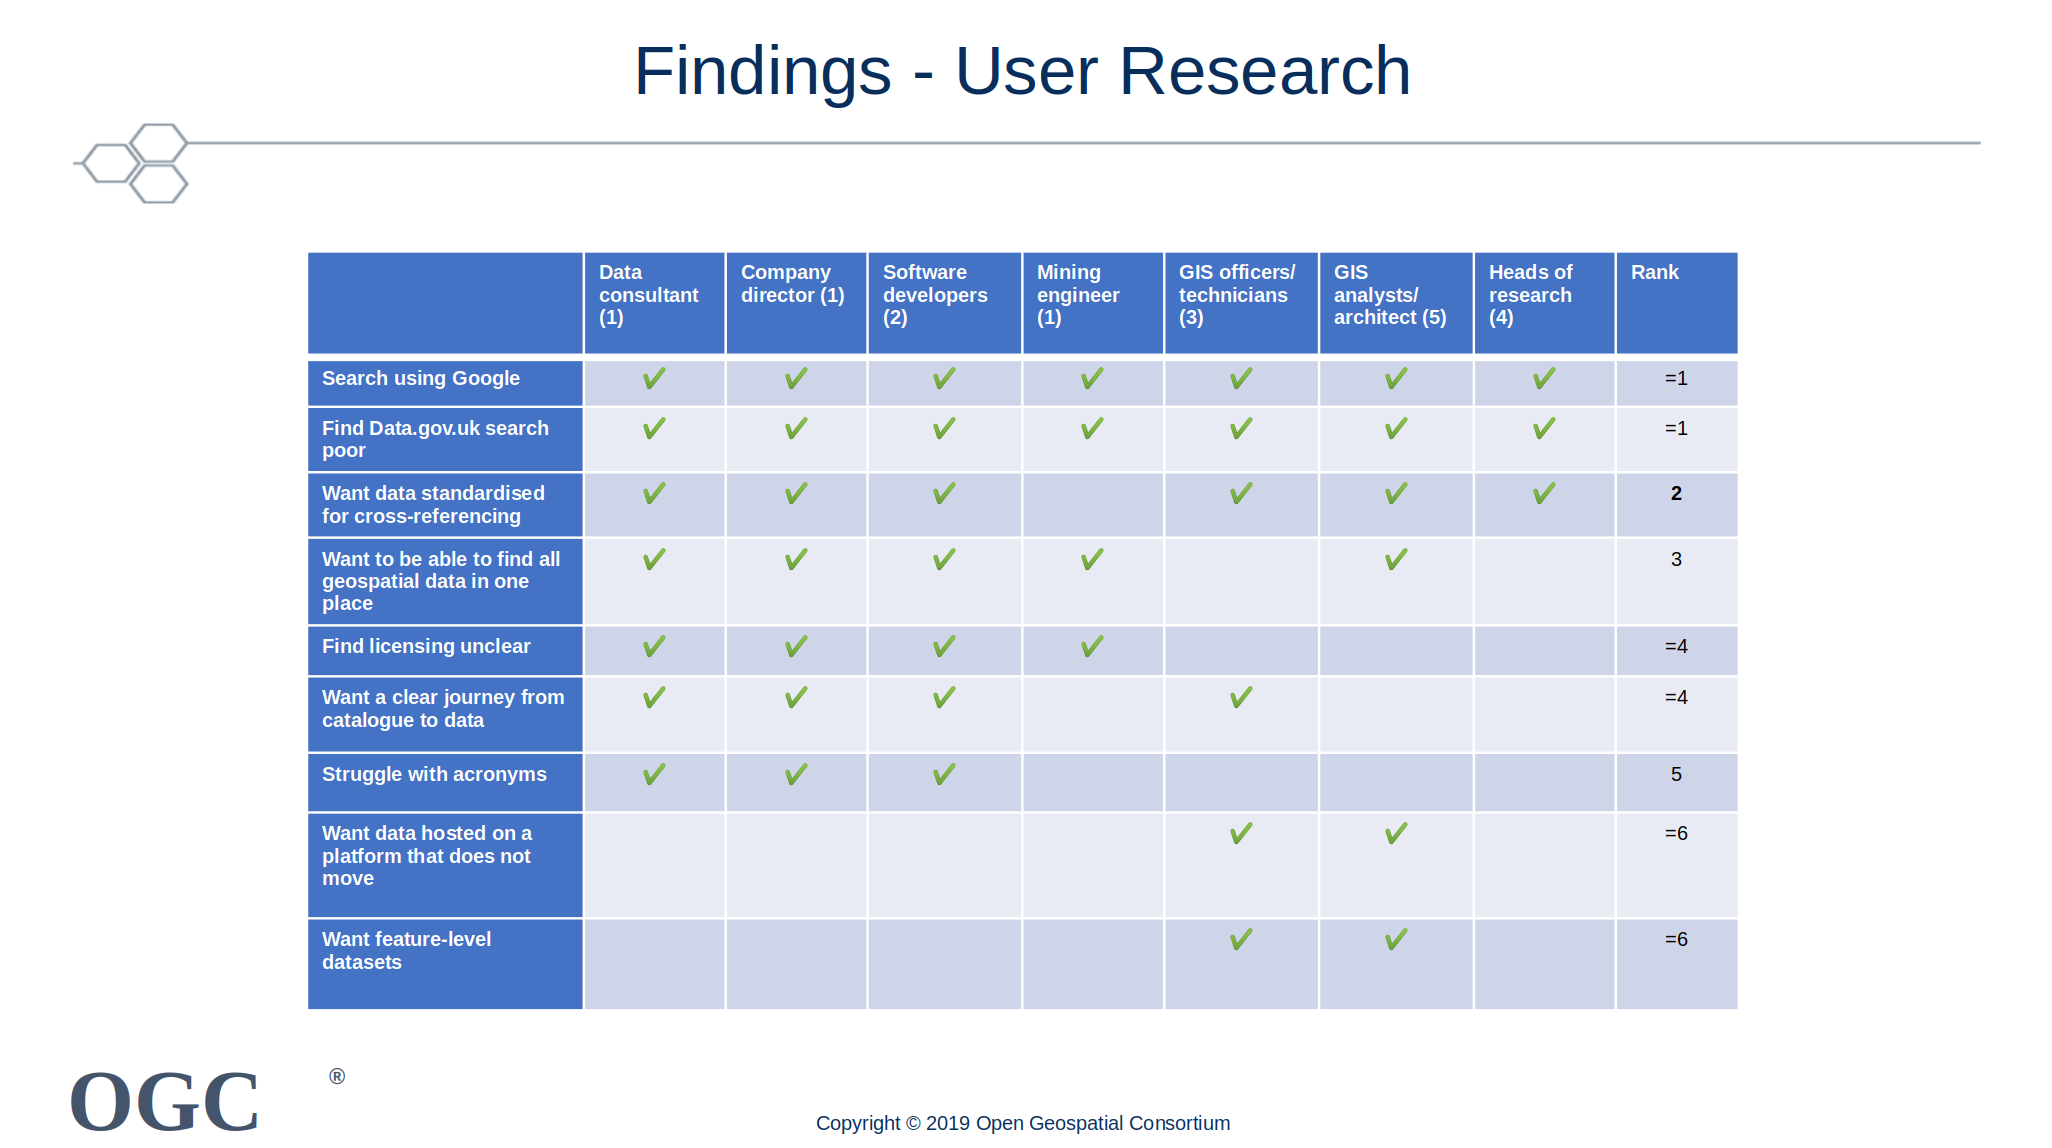 Findings - User Research
Data
consultant
(1)
Company
director (1)
Software
developers
(2)
Mining
engineer
(1)
GIS officers/
technicians
(3)
GIS
analysts/
architect (5)
Heads of
research
(4)
Rank
Search using Google
✔ ✔ ✔ ✔ ✔ ✔ ✔ =1
Find Data.gov.uk search
poor
✔ ✔ ✔ ✔ ✔ ✔ ✔ =1
Want data standardised
for cross-referencing
✔ ✔ ✔ ✔ ✔ ✔ 2
Want to be able to find all
geospatial data in one
place
✔ ✔ ✔ ✔ ✔ 3
Find licensing unclear
✔ ✔ ✔ ✔ =4
Want a clear journey from
catalogue to data
✔ ✔ ✔ ✔ =4
Struggle with acronyms
✔ ✔ ✔ 5
Want data hosted on a
platform that does not
move
✔ ✔ =6
Want feature-level
datasets
✔ ✔ =6
OGC ®
Copyright © 2019 Open Geospatial Consortium